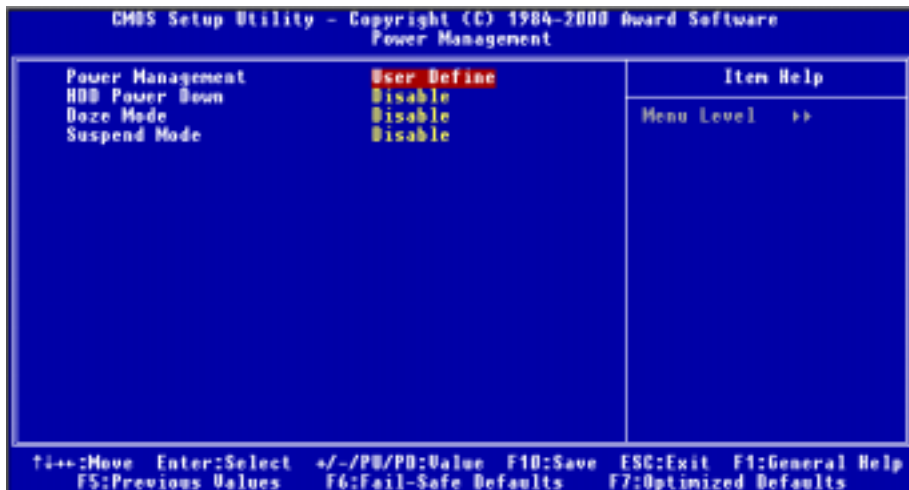 CMOS Setup Utility - Copyright (C) 1984-2000 Award Software
Power Management
Power Management User Define
HDD Power Down Disable
Doze Mode Disable
Suspend Mode Disable
Item Help
Menu Level ▸▸
↑↓→←:Move Enter:Select +/-/PU/PD:Value F10:Save ESC:Exit F1:General Help
F5:Previous Values F6:Fail-Safe Defaults F7:Optimized Defaults